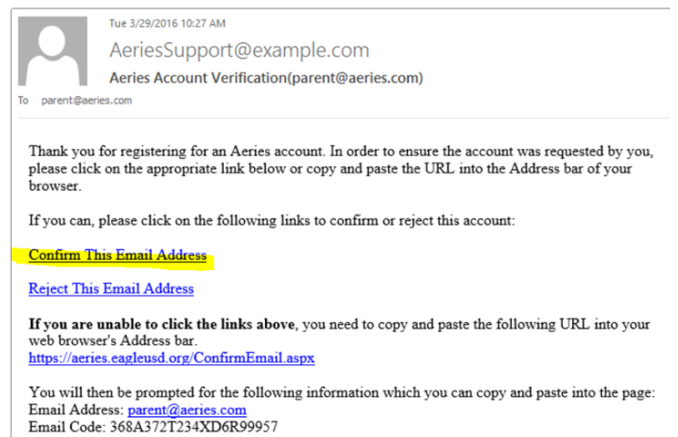 Tue 3/29/2016 10:27 AM
AeriesSupport@example.com
Aeries Account Verification(parent@aeries.com)
To parent@aeries.com
Thank you for registering for an Aeries account. In order to ensure the account was requested by you,
please click on the appropriate link below or copy and paste the URL into the Address bar of your
browser.
If you can, please click on the following links to confirm or reject this account:
Confirm This Email Address
Reject This Email Address
If you are unable to click the links above, you need to copy and paste the following URL into your
web browser's Address bar.
https://aeries.eagleusd.org/ConfirmEmail.aspx
You will then be prompted for the following information which you can copy and paste into the page:
Email Address: parent@aeries.com
Email Code: 368A372T234XD6R99957